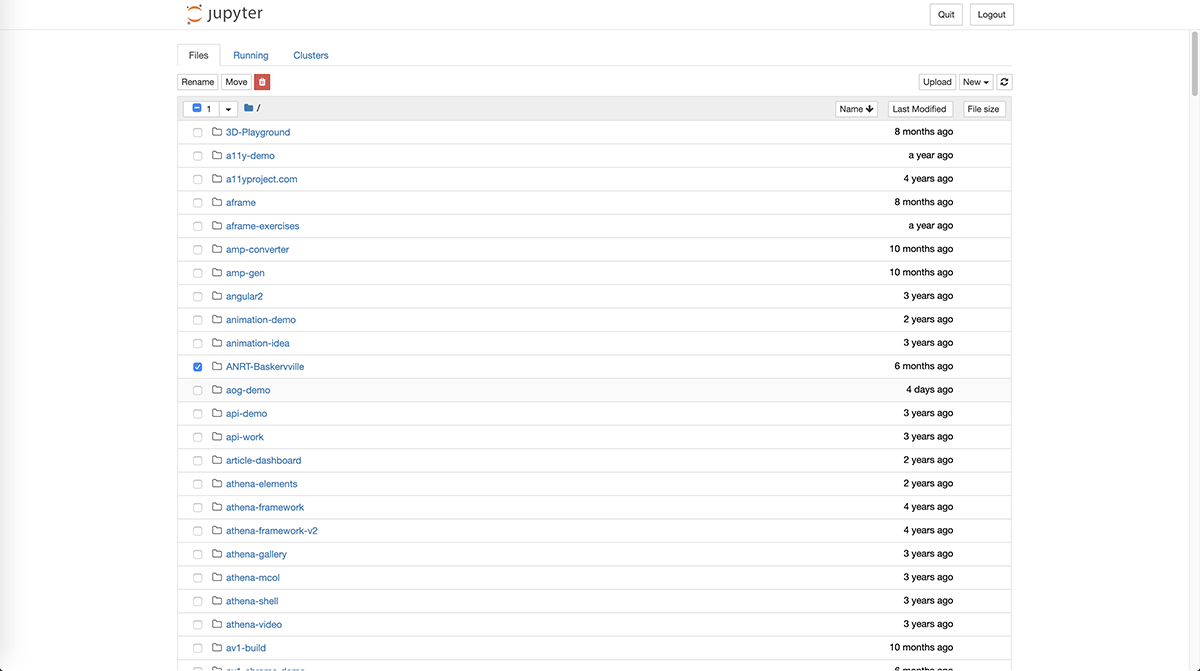 jupyter Quit Logout
Files Running Clusters
Rename Move Upload New
1 / Name Last Modified File size
3D-Playground 8 months ago
a11y-demo a year ago
a11yproject.com 4 years ago
aframe 8 months ago
aframe-exercises a year ago
amp-converter 10 months ago
amp-gen 10 months ago
angular2 3 years ago
animation-demo 2 years ago
animation-idea 3 years ago
ANRT-Baskervville 6 months ago
aog-demo 4 days ago
api-demo 3 years ago
api-work 3 years ago
article-dashboard 2 years ago
athena-elements 2 years ago
athena-framework 4 years ago
athena-framework-v2 4 years ago
athena-gallery 3 years ago
athena-mcol 3 years ago
athena-shell 3 years ago
athena-video 3 years ago
av1-build 10 months ago
av1-chrome-demo 6 months ago